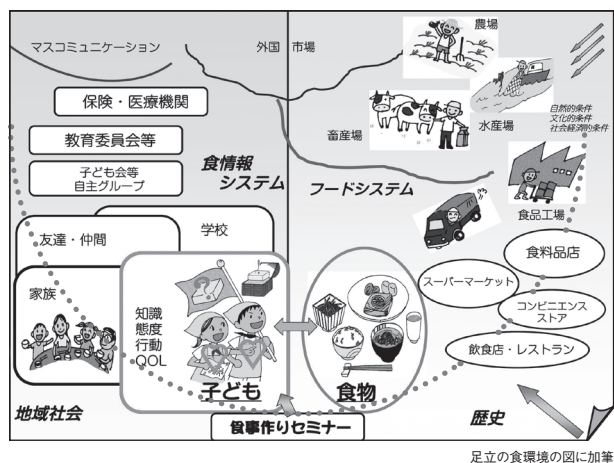 マスコミュニケーション
外国
市場
農場
保険・医療機関
畜産場
水産場
自然的条件
文化的条件
社会経済的条件
教育委員会等
子ども会等
自主グループ
食情報
システム
フードシステム
食品工場
友達・仲間
学校
食料品店
スーパーマーケット
コンビニエンス
ストア
飲食店・レストラン
家族
知識
態度
行動
QOL
子ども
食物
地域社会
食事作りセミナー
歴史
足立の食環境の図に加筆